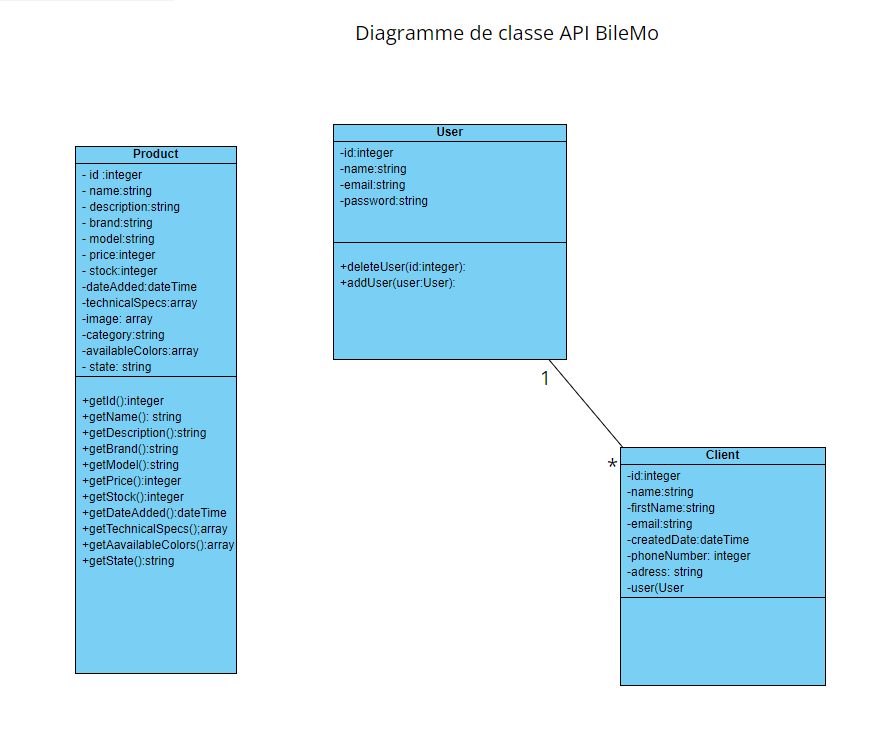 Diagramme de classe API BileMo
Product
- id :integer
- name:string
- description:string
- brand:string
- model:string
- price:integer
- stock:integer
-dateAdded:dateTime
-technicalSpecs:array
-image: array
-category:string
-availableColors:array
- state: string
+getId():integer
+getName(): string
+getDescription():string
+getBrand():string
+getModel():string
+getPrice():integer
+getStock():integer
+getDateAdded():dateTime
+getTechnicalSpecs();array
+getAavailableColors():array
+getState():string
User
-id:integer
-name:string
-email:string
-password:string
+deleteUser(id:integer):
+addUser(user:User):
1
*
Client
-id:integer
-name:string
-firstName:string
-email:string
-createdDate:dateTime
-phoneNumber: integer
-adress: string
-user(User